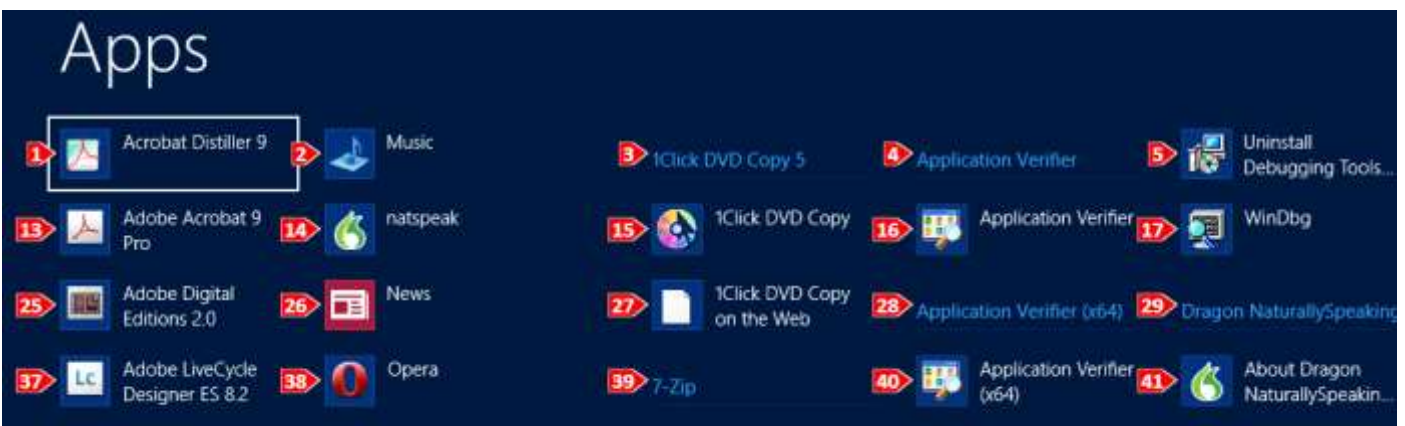 Apps
1 Acrobat Distiller 9
2 Music
3 1Click DVD Copy 5
4 Application Verifier
5 Uninstall
Debugging Tools...
13 Adobe Acrobat 9
Pro
14 natspeak
15 1Click DVD Copy
16 Application Verifier
17 WinDbg
25 Adobe Digital
Editions 2.0
26 News
27 1Click DVD Copy
on the Web
28 Application Verifier (x64)
29 Dragon NaturallySpeaking
37 Lc Adobe LiveCycle
Designer ES 8.2
38 Opera
39 7-Zip
40 Application Verifier
(x64)
41 About Dragon
NaturallySpeakin...